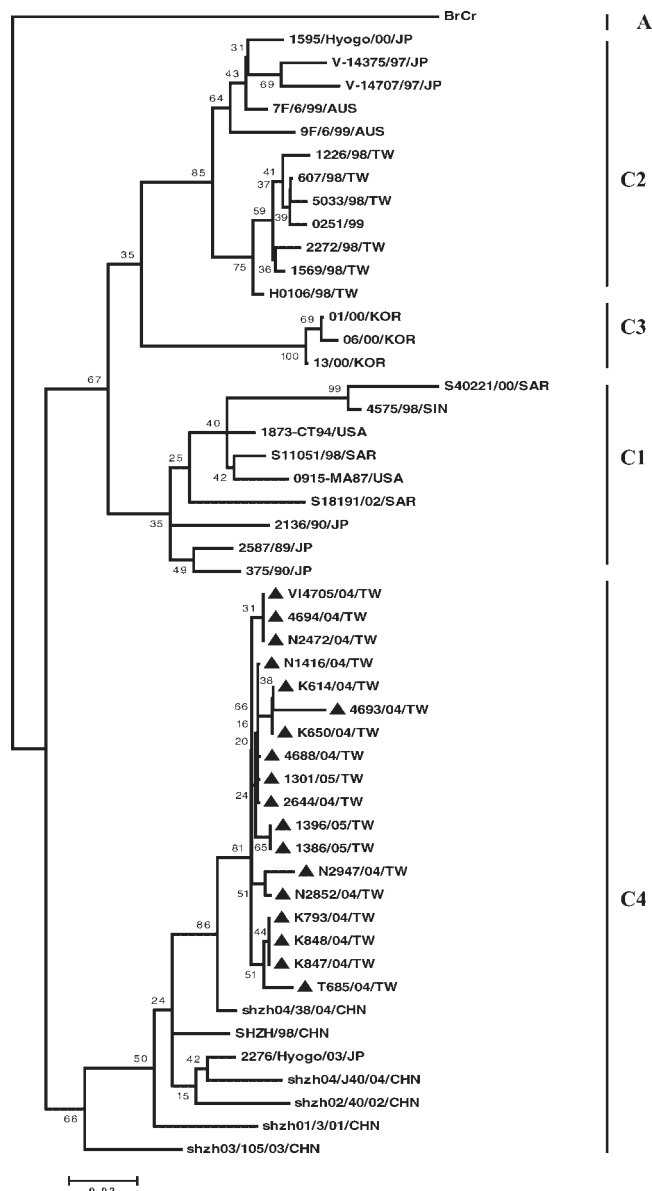 BrCr
A
1595/Hyogo/00/JP
31
V-14375/97/JP
43
69
V-14707/97/JP
64
7F/6/99/AUS
9F/6/99/AUS
1226/98/TW
85
41
607/98/TW
C2
37
5033/98/TW
59
39
0251/99
2272/98/TW
35
75
36
1569/98/TW
H0106/98/TW
69
01/00/KOR
C3
06/00/KOR
100
13/00/KOR
67
99
S40221/00/SAR
4575/98/SIN
40
1873-CT94/USA
25
S11051/98/SAR
C1
42
0915-MA87/USA
S18191/02/SAR
35
2136/90/JP
2587/89/JP
49
375/90/JP
VI4705/04/TW
31
4694/04/TW
N2472/04/TW
N1416/04/TW
38
K614/04/TW
66
4693/04/TW
16
K650/04/TW
20
4688/04/TW
1301/05/TW
24
2644/04/TW
1396/05/TW
81
65
1386/05/TW
N2947/04/TW
51
N2852/04/TW
C4
86
K793/04/TW
44
K848/04/TW
K847/04/TW
51
T685/04/TW
24
shzh04/38/04/CHN
SHZH/98/CHN
50
42
2276/Hyogo/03/JP
shzh04/J40/04/CHN
15
shzh02/40/02/CHN
66
shzh01/3/01/CHN
shzh03/105/03/CHN